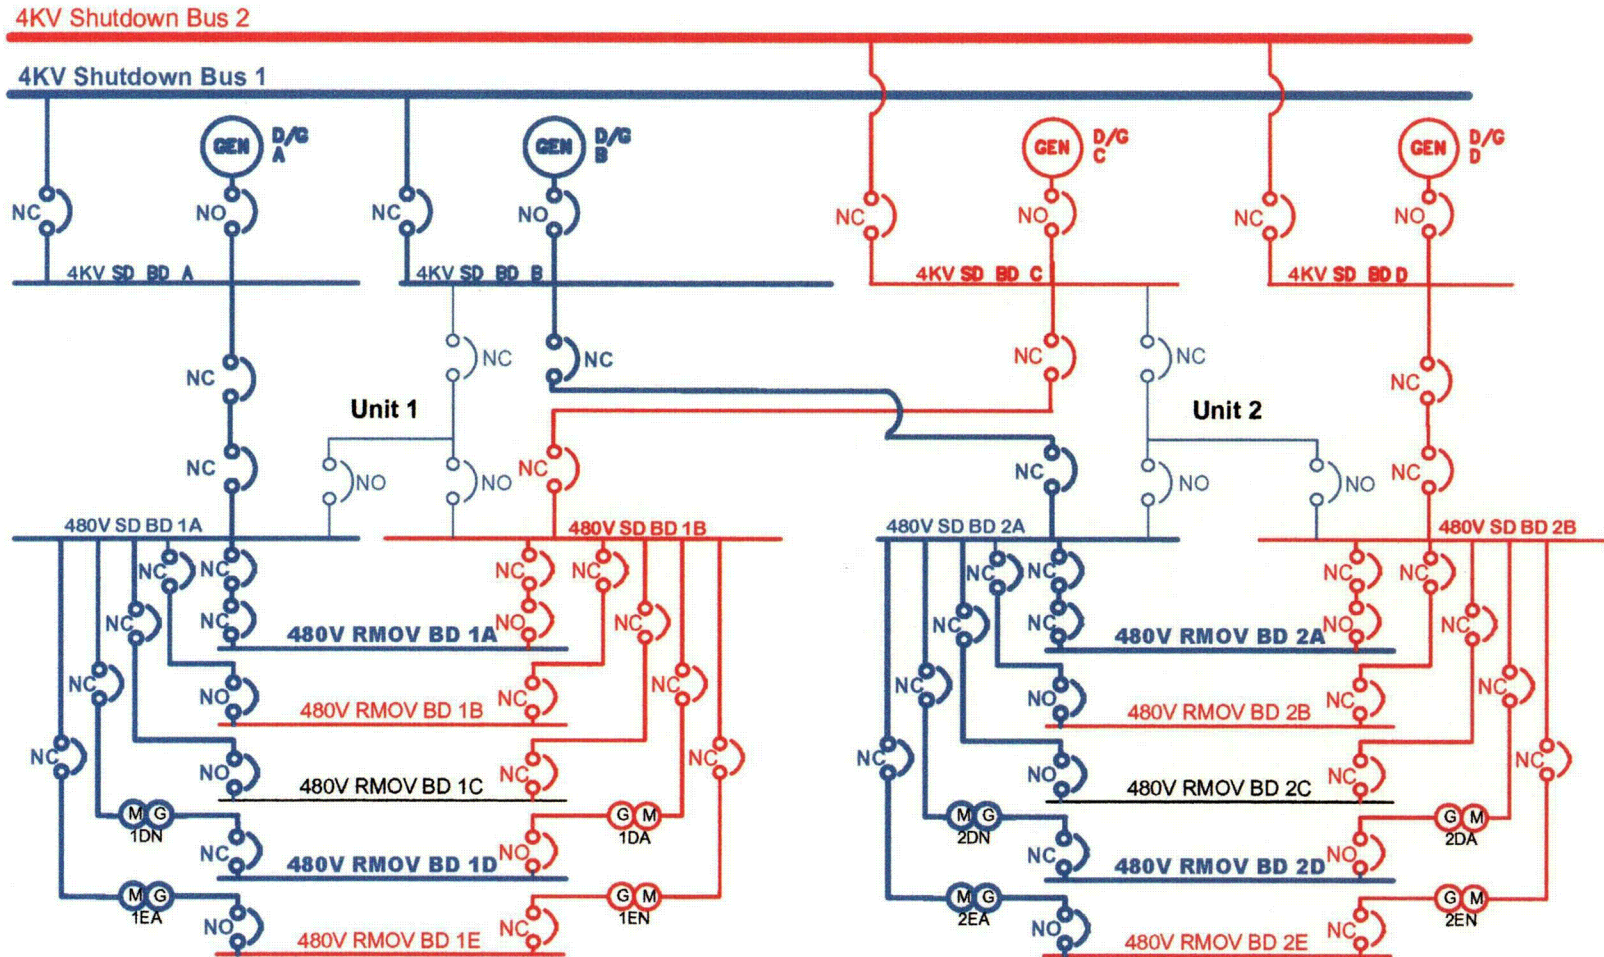 4KV Shutdown Bus 2
4KV Shutdown Bus 1
GEN D/G A
GEN D/G B
GEN D/G C
GEN D/G D
NC NO NC NO NC NO NC NO
4KV SD BD A
4KV SD BD B
4KV SD BD C
4KV SD BD D
NC NC NC NC NC NC
Unit 1
Unit 2
NC NO NO NC NC NO NO NC
480V SD BD 1A
480V SD BD 1B
480V SD BD 2A
480V SD BD 2B
NC NC NC NC NC NC NC NC
NC NC NO NC NC NC NO NC
480V RMOV BD 1A
480V RMOV BD 2A
NC NO NC NC NC NO NC NC
480V RMOV BD 1B
480V RMOV BD 2B
NC NO NC NC NC NO NC NC
480V RMOV BD 1C
480V RMOV BD 2C
M G G M M G G M
1DN 1DA 2DN 2DA
NC NO NC NO
480V RMOV BD 1D
480V RMOV BD 2D
M G G M M G G M
1EA 1EN 2EA 2EN
NO NC NO NC
480V RMOV BD 1E
480V RMOV BD 2E